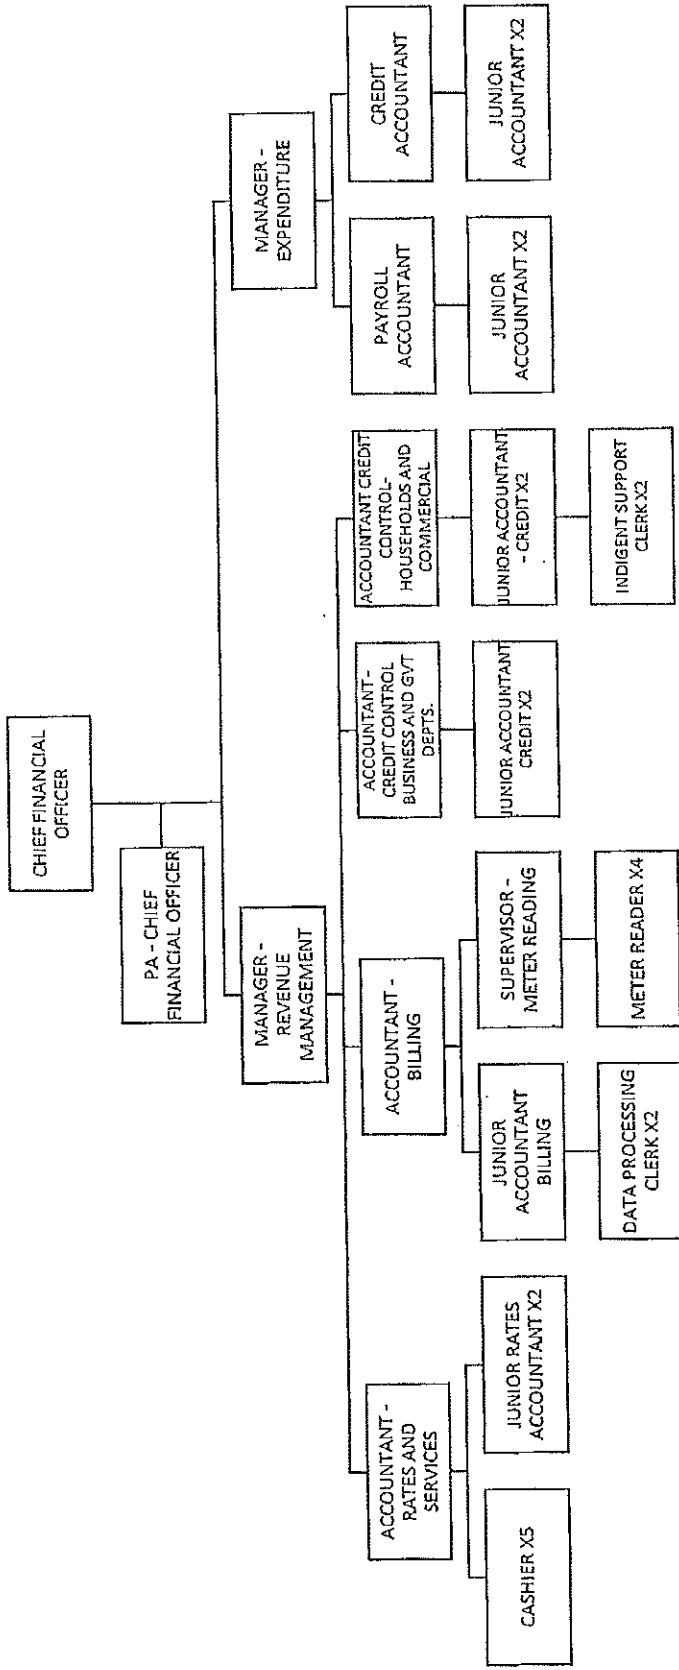 CHIEF FINANCIAL
OFFICER
PA - CHIEF
FINANCIAL OFFICER
MANAGER -
REVENUE
MANAGEMENT
MANAGER -
EXPENDITURE
ACCOUNTANT -
RATES AND
SERVICES
ACCOUNTANT -
BILLING
ACCOUNTANT -
CREDIT CONTROL
BUSINESS AND GVT
DEPTS.
ACCOUNTANT CREDIT
CONTROL-
HOUSEHOLDS AND
COMMERCIAL
PAYROLL
ACCOUNTANT
CREDIT
ACCOUNTANT
CASHIER X5
JUNIOR RATES
ACCOUNTANT X2
JUNIOR
ACCOUNTANT
BILLING
SUPERVISOR -
METER READING
JUNIOR ACCOUNTANT
CREDIT X2
JUNIOR ACCOUNTANT
- CREDIT X2
JUNIOR
ACCOUNTANT X2
JUNIOR
ACCOUNTANT X2
DATA PROCESSING
CLERK X2
METER READER X4
INDIGENT SUPPORT
CLERK X2